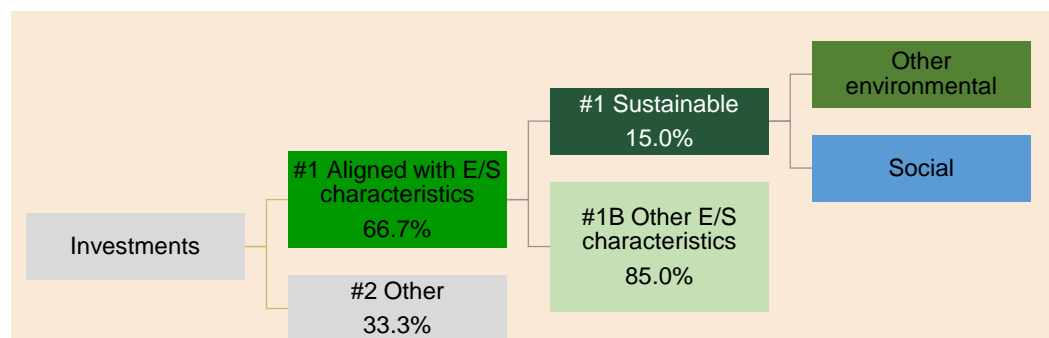 Investments
#1 Aligned with E/S
characteristics
66.7%
#2 Other
33.3%
#1 Sustainable
15.0%
#1B Other E/S
characteristics
85.0%
Other
environmental
Social